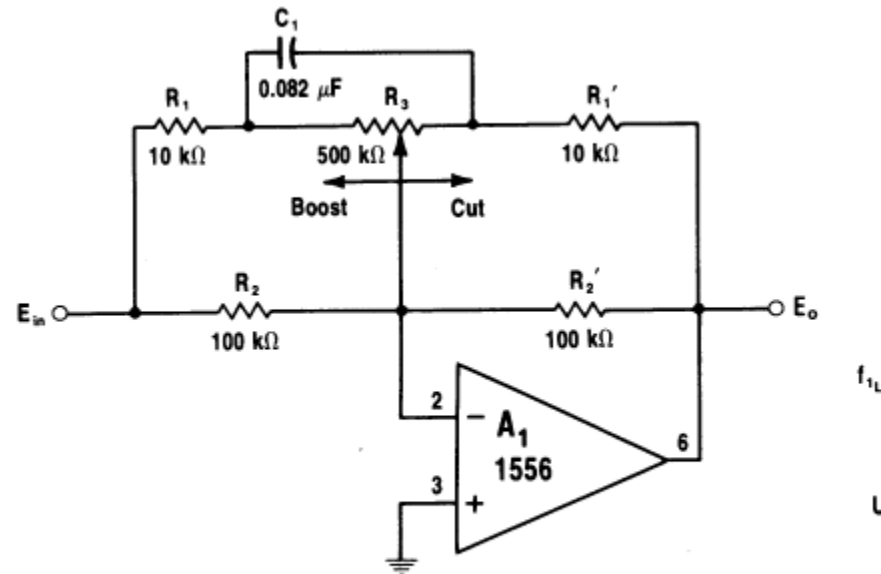 C₁
0.082 μF
R₁
R₃
R₁′
10 kΩ
500 kΩ
10 kΩ
Boost
Cut
R₂
R₂′
Eᵢₙ
Eₒ
100 kΩ
100 kΩ
f₁L
2
A₁
6
1556
3
U